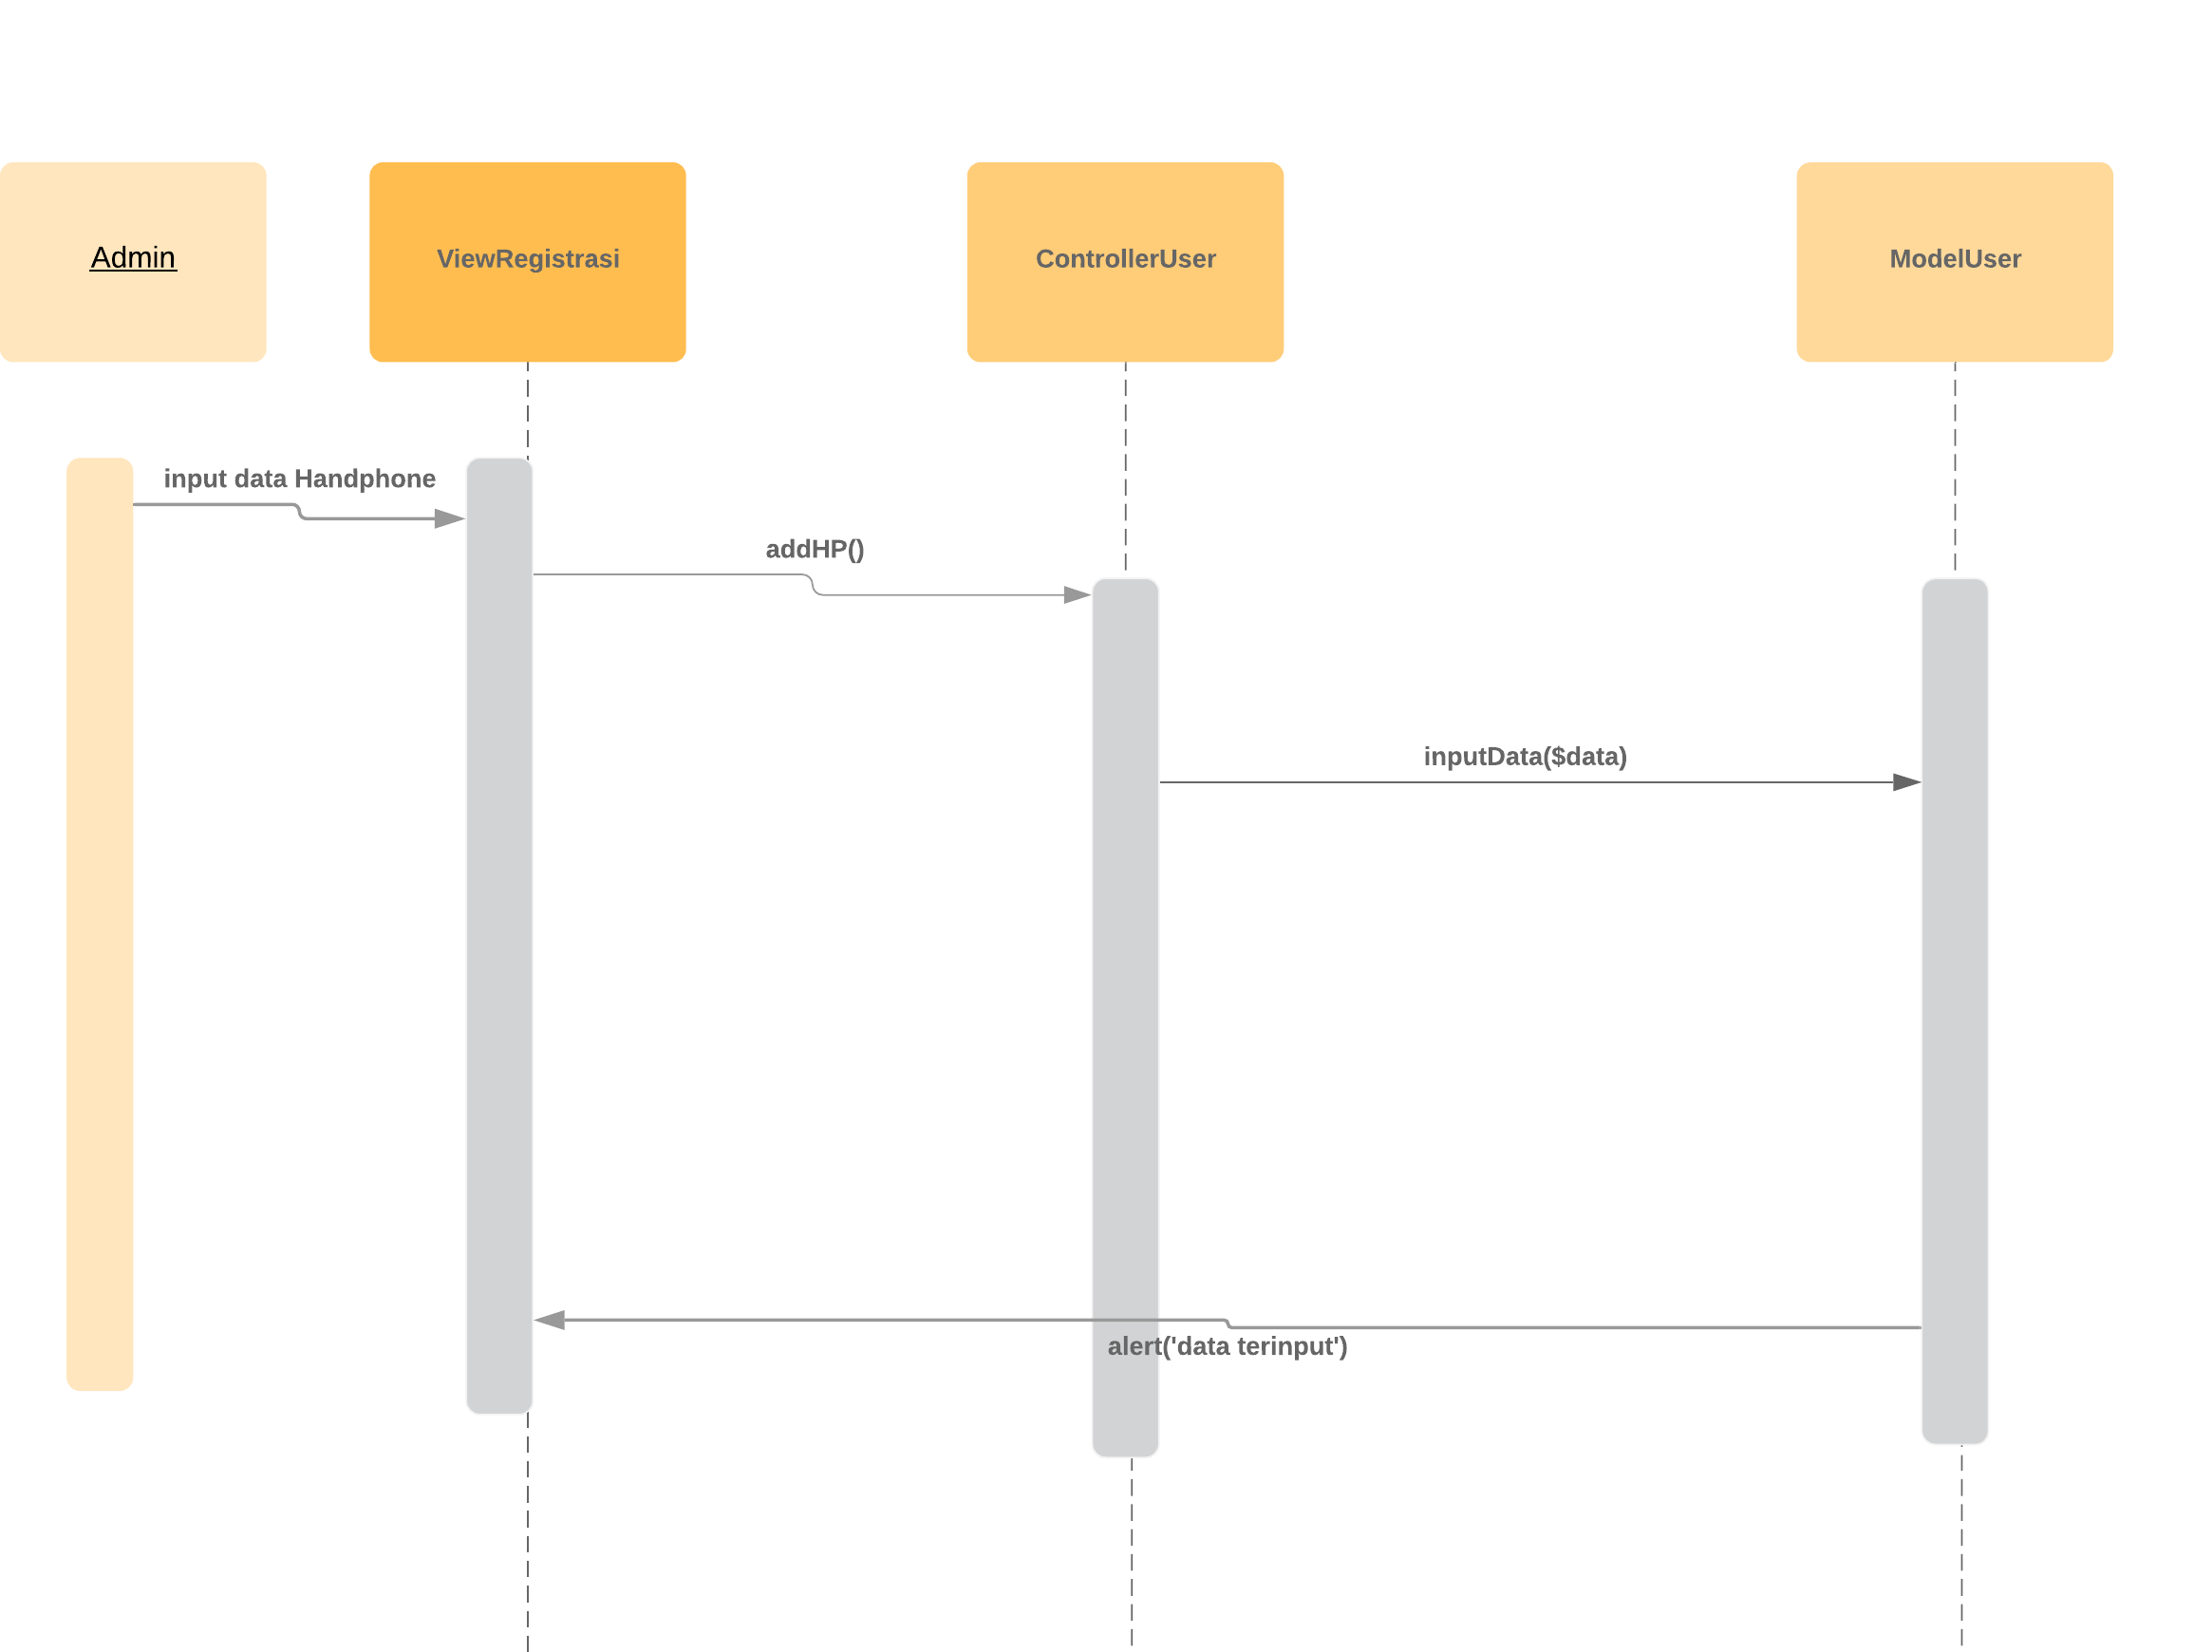 Admin
ViewRegistrasi
ControllerUser
ModelUser
input data Handphone
addHP()
inputData($data)
alert('data terinput')